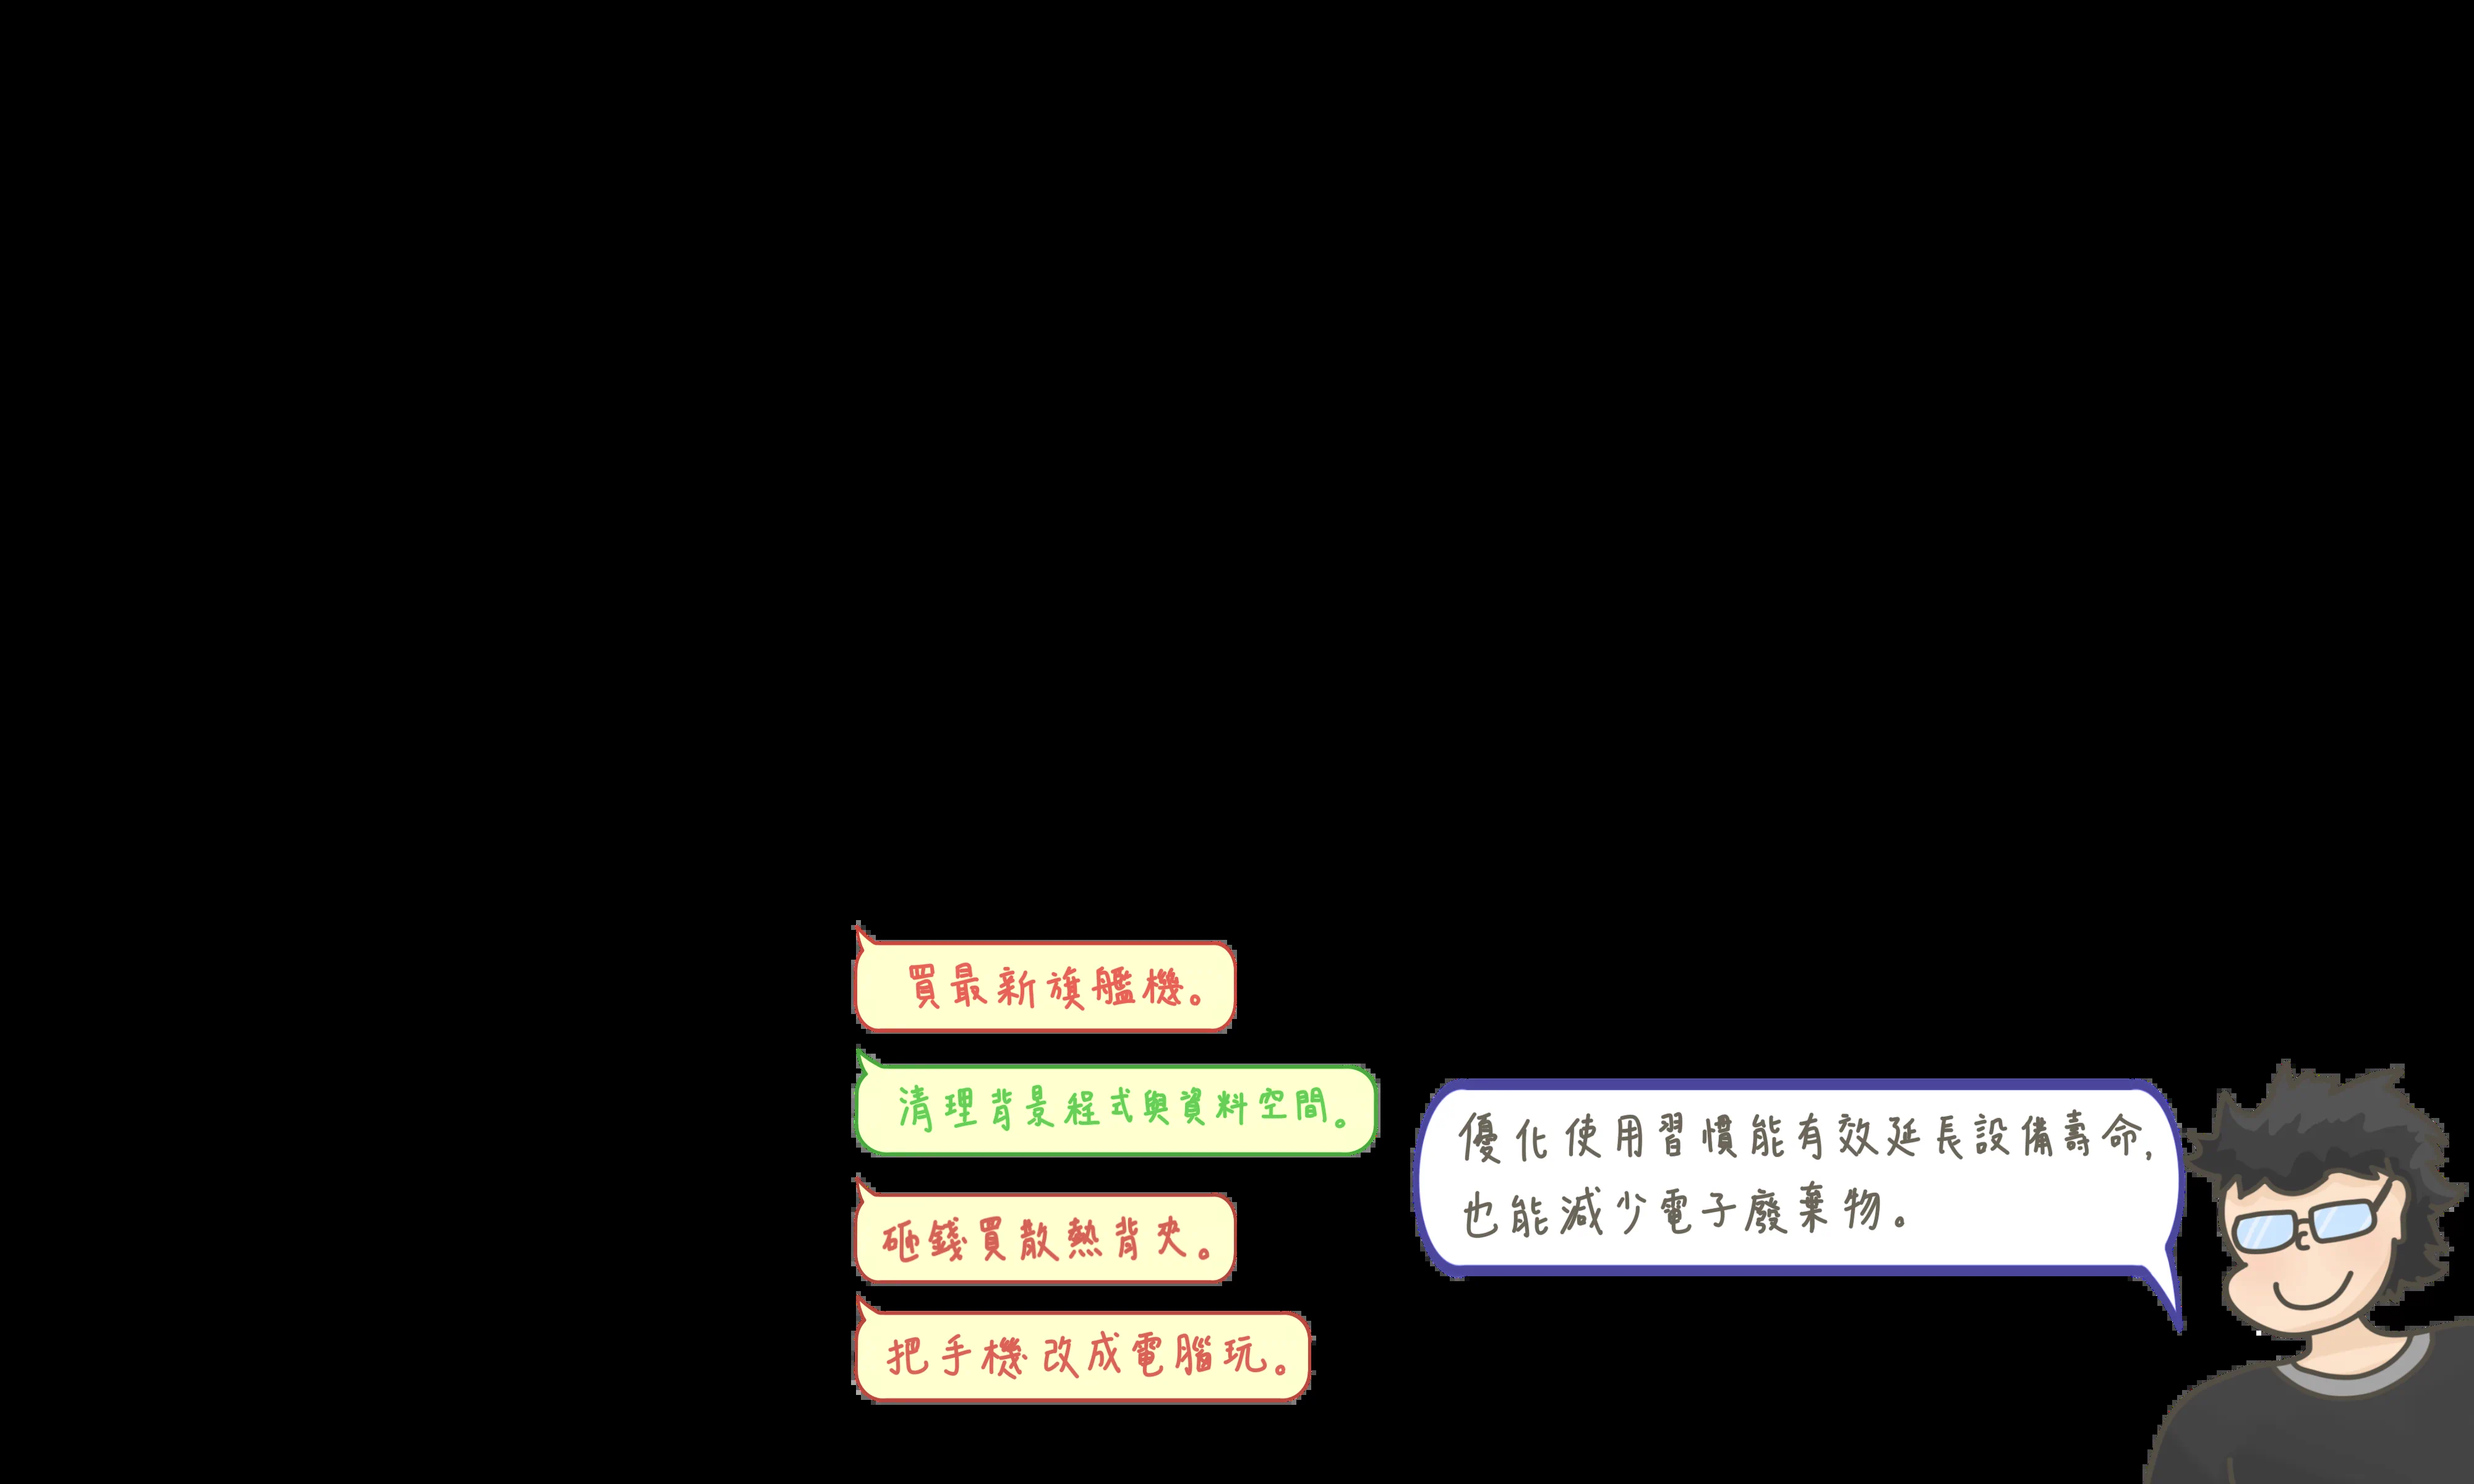 買最新旗艦機。
清理背景程式與資料空間。
砸錢買散熱背夾。
把手機改成電腦玩。
優化使用習慣能有效延長設備壽命,
也能減少電子廢棄物。